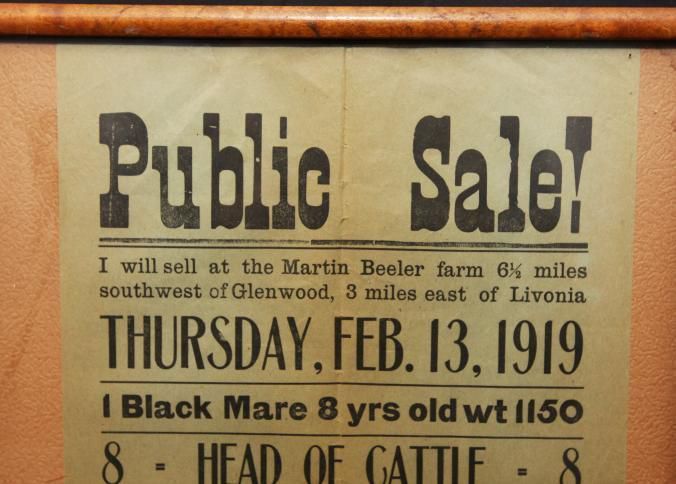 Public Sale!
I will sell at the Martin Beeler farm 6½ miles
southwest of Glenwood, 3 miles east of Livonia
THURSDAY, FEB. 13, 1919
1 Black Mare 8 yrs old wt 1150
8 - HEAD OF CATTLE - 8